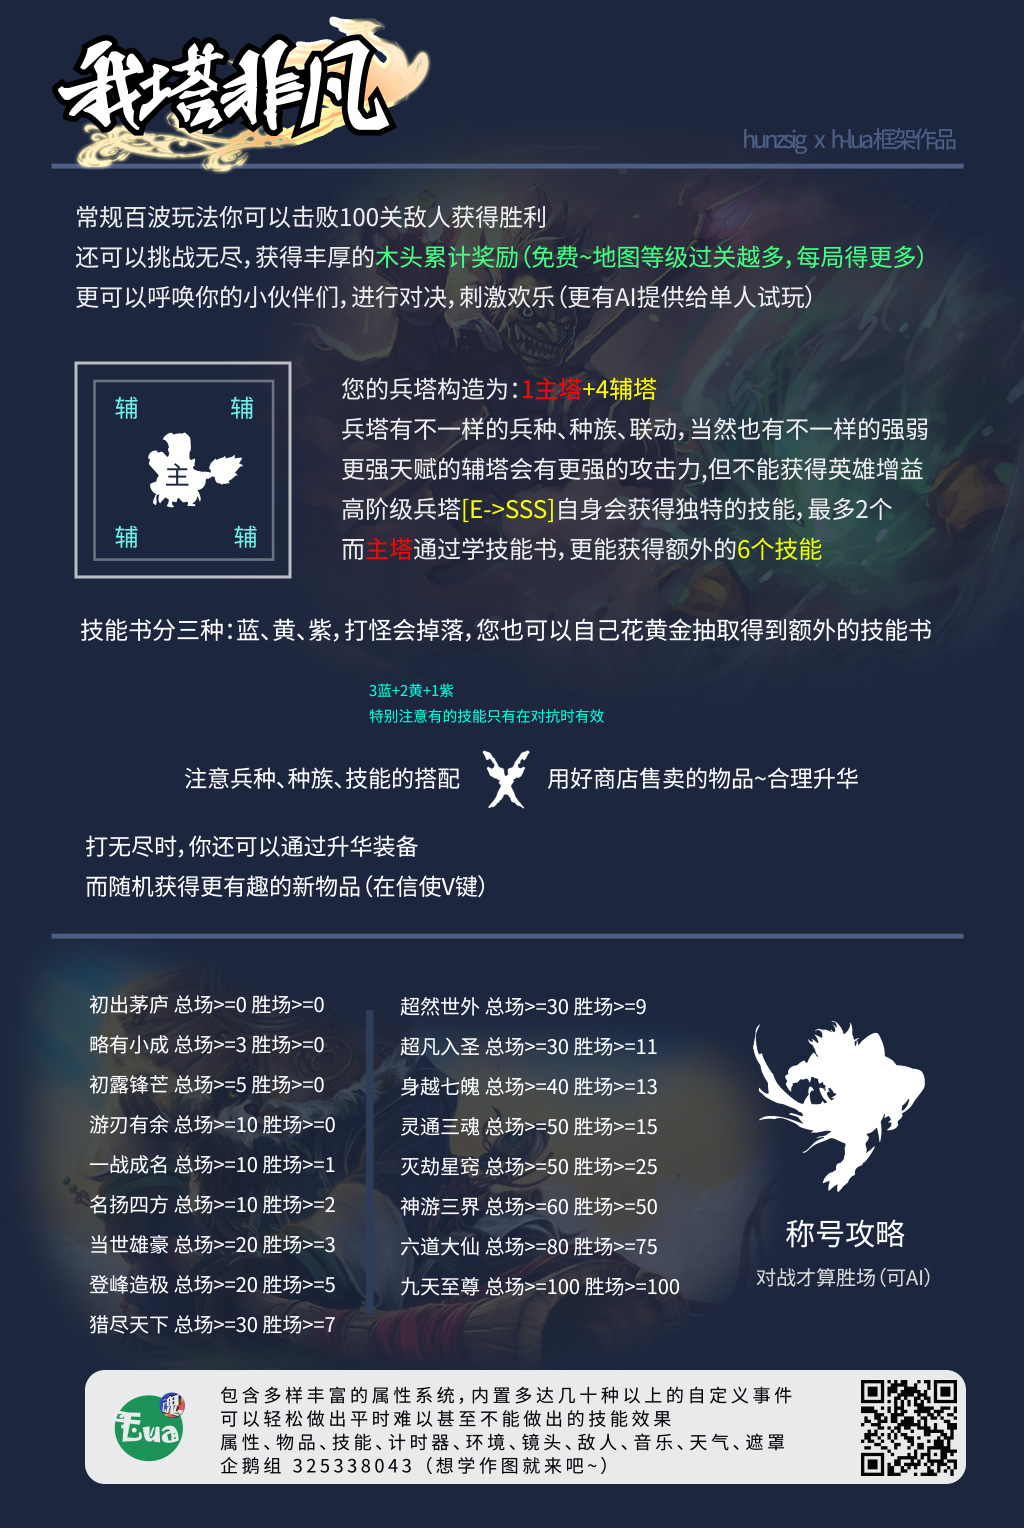 我塔非凡
hunzsig x h-lua框架作品
常规百波玩法你可以击败100关敌人获得胜利
还可以挑战无尽，获得丰厚的木头累计奖励（免费~地图等级过关越多，每局得更多）
更可以呼唤你的小伙伴们，进行对决，刺激欢乐（更有AI提供给单人试玩）
辅 辅
主
辅 辅
您的兵塔构造为：1主塔+4辅塔
兵塔有不一样的兵种、种族、联动，当然也有不一样的强弱
更强天赋的辅塔会有更强的攻击力,但不能获得英雄增益
高阶级兵塔[E->SSS]自身会获得独特的技能，最多2个
而主塔通过学技能书，更能获得额外的6个技能
技能书分三种：蓝、黄、紫，打怪会掉落，您也可以自己花黄金抽取得到额外的技能书
3蓝+2黄+1紫
特别注意有的技能只有在对抗时有效
注意兵种、种族、技能的搭配
用好商店售卖的物品~合理升华
打无尽时，你还可以通过升华装备
而随机获得更有趣的新物品（在信使V键）
初出茅庐 总场>=0 胜场>=0
略有小成 总场>=3 胜场>=0
初露锋芒 总场>=5 胜场>=0
游刃有余 总场>=10 胜场>=0
一战成名 总场>=10 胜场>=1
名扬四方 总场>=10 胜场>=2
当世雄豪 总场>=20 胜场>=3
登峰造极 总场>=20 胜场>=5
猎尽天下 总场>=30 胜场>=7
超然世外 总场>=30 胜场>=9
超凡入圣 总场>=30 胜场>=11
身越七魄 总场>=40 胜场>=13
灵通三魂 总场>=50 胜场>=15
灭劫星窍 总场>=50 胜场>=25
神游三界 总场>=60 胜场>=50
六道大仙 总场>=80 胜场>=75
九天至尊 总场>=100 胜场>=100
称号攻略
对战才算胜场（可AI）
包含多样丰富的属性系统，内置多达几十种以上的自定义事件
可以轻松做出平时难以甚至不能做出的技能效果
属性、物品、技能、计时器、环境、镜头、敌人、音乐、天气、遮罩
企鹅组 325338043（想学作图就来吧~）